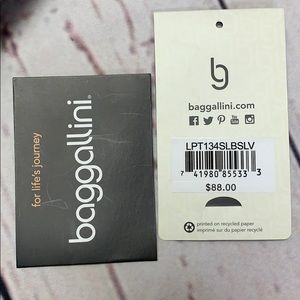 baggallini®
for life's journey
bg
baggallini.com
LPT134SLBSLV
7 41980 85533 3
$88.00
printed on recycled paper
imprimé sur du papier recyclé